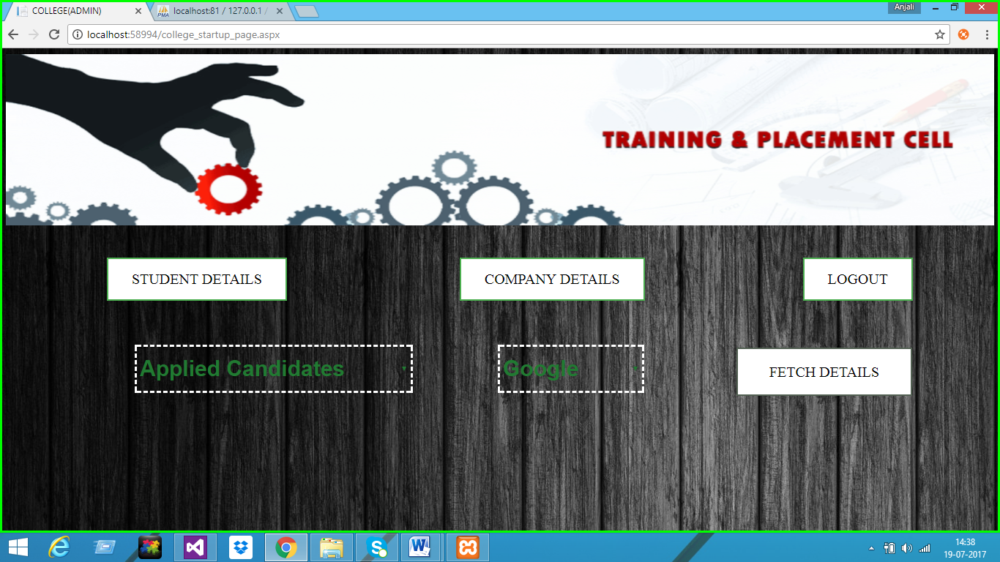 COLLEGE(ADMIN)
localhost:81 / 127.0.0.1 /
Anjali
localhost:58994/college_startup_page.aspx
TRAINING & PLACEMENT CELL
STUDENT DETAILS
COMPANY DETAILS
LOGOUT
Applied Candidates
Google
FETCH DETAILS
14:38
19-07-2017